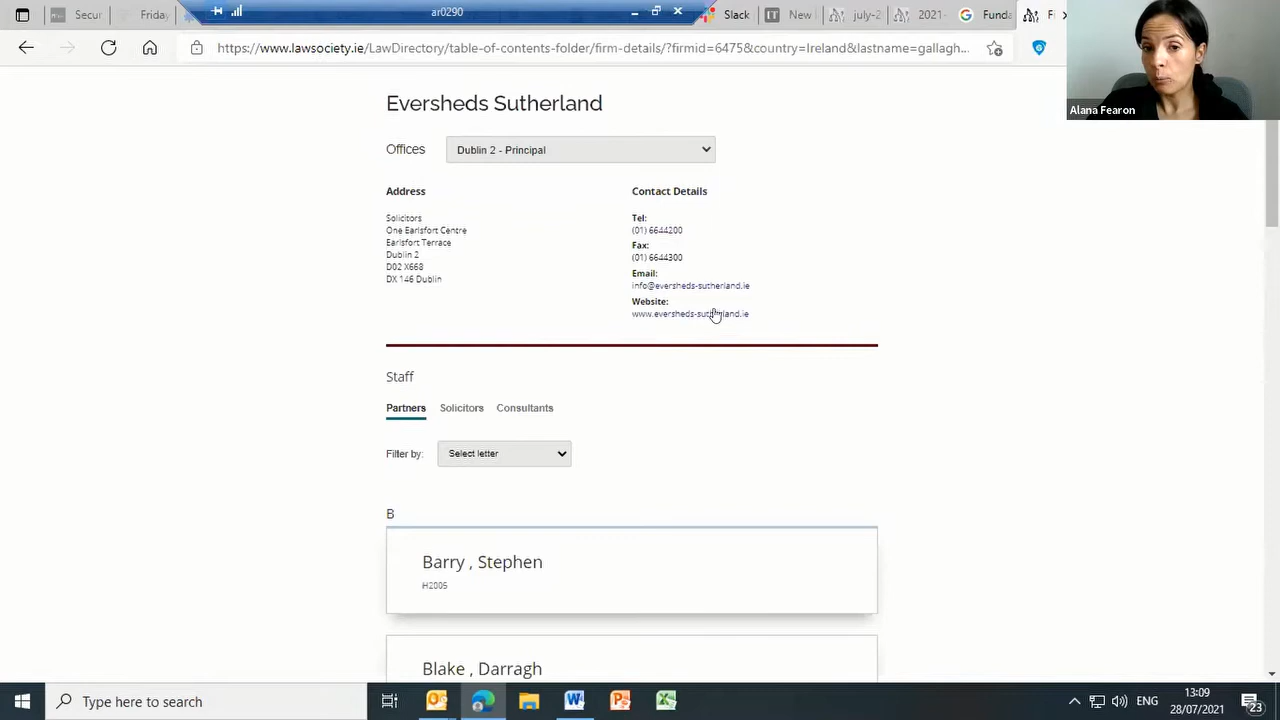 Secu
Friday
ar0290
Slack
New
july-2
2021
Funda
Fi
https://www.lawsociety.ie/LawDirectory/table-of-contents-folder/firm-details/?firmid=6475&country=Ireland&lastname=gallagh...
Alana Fearon
Eversheds Sutherland
Offices
Dublin 2 - Principal
Address
Solicitors
One Earlsfort Centre
Earlsfort Terrace
Dublin 2
D02 X668
DX 146 Dublin
Contact Details
Tel:
(01) 6644200
Fax:
(01) 6644300
Email:
info@eversheds-sutherland.ie
Website:
www.eversheds-sutherland.ie
Staff
Partners Solicitors Consultants
Filter by: Select letter
B
Barry , Stephen
H2005
Blake , Darragh
Type here to search
ENG
13:09
28/07/2021
23